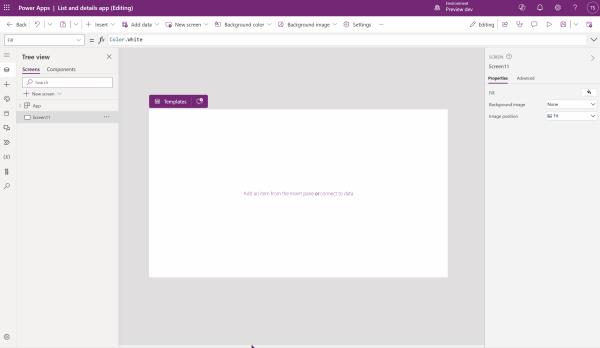 Power Apps | List and details app (Editing)
Environment
Preview dev
TS
Back
Insert
Add data
New screen
Background color
Background image
Settings
Editing
Fill
= fx Color.White
Tree view
Screens Components
Search
New screen
App
Screen11
Templates
Add an item from the Insert pane or connect to data
SCREEN
Screen11
Properties Advanced
Fill
Background image None
Image position Fit